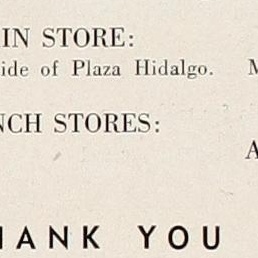 IN STORE:
ide of Plaza Hidalgo. M
NCH STORES:
A
HANK YOU